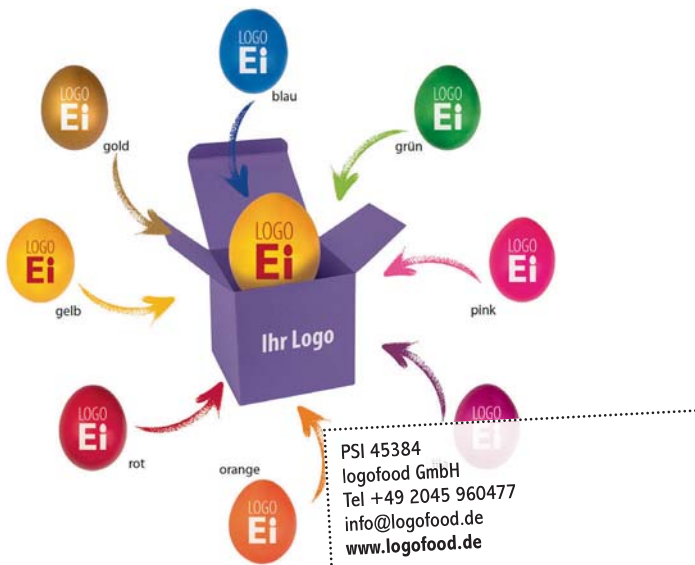 LOGO
Ei
blau
LOGO
Ei
gold
LOGO
Ei
grün
LOGO
Ei
gelb
LOGO
Ei
LOGO
Ei
pink
Ihr Logo
LOGO
Ei
rot
LOGO
Ei
orange
LOGO
Ei
PSI 45384
logofood GmbH
Tel +49 2045 960477
info@logofood.de
www.logofood.de